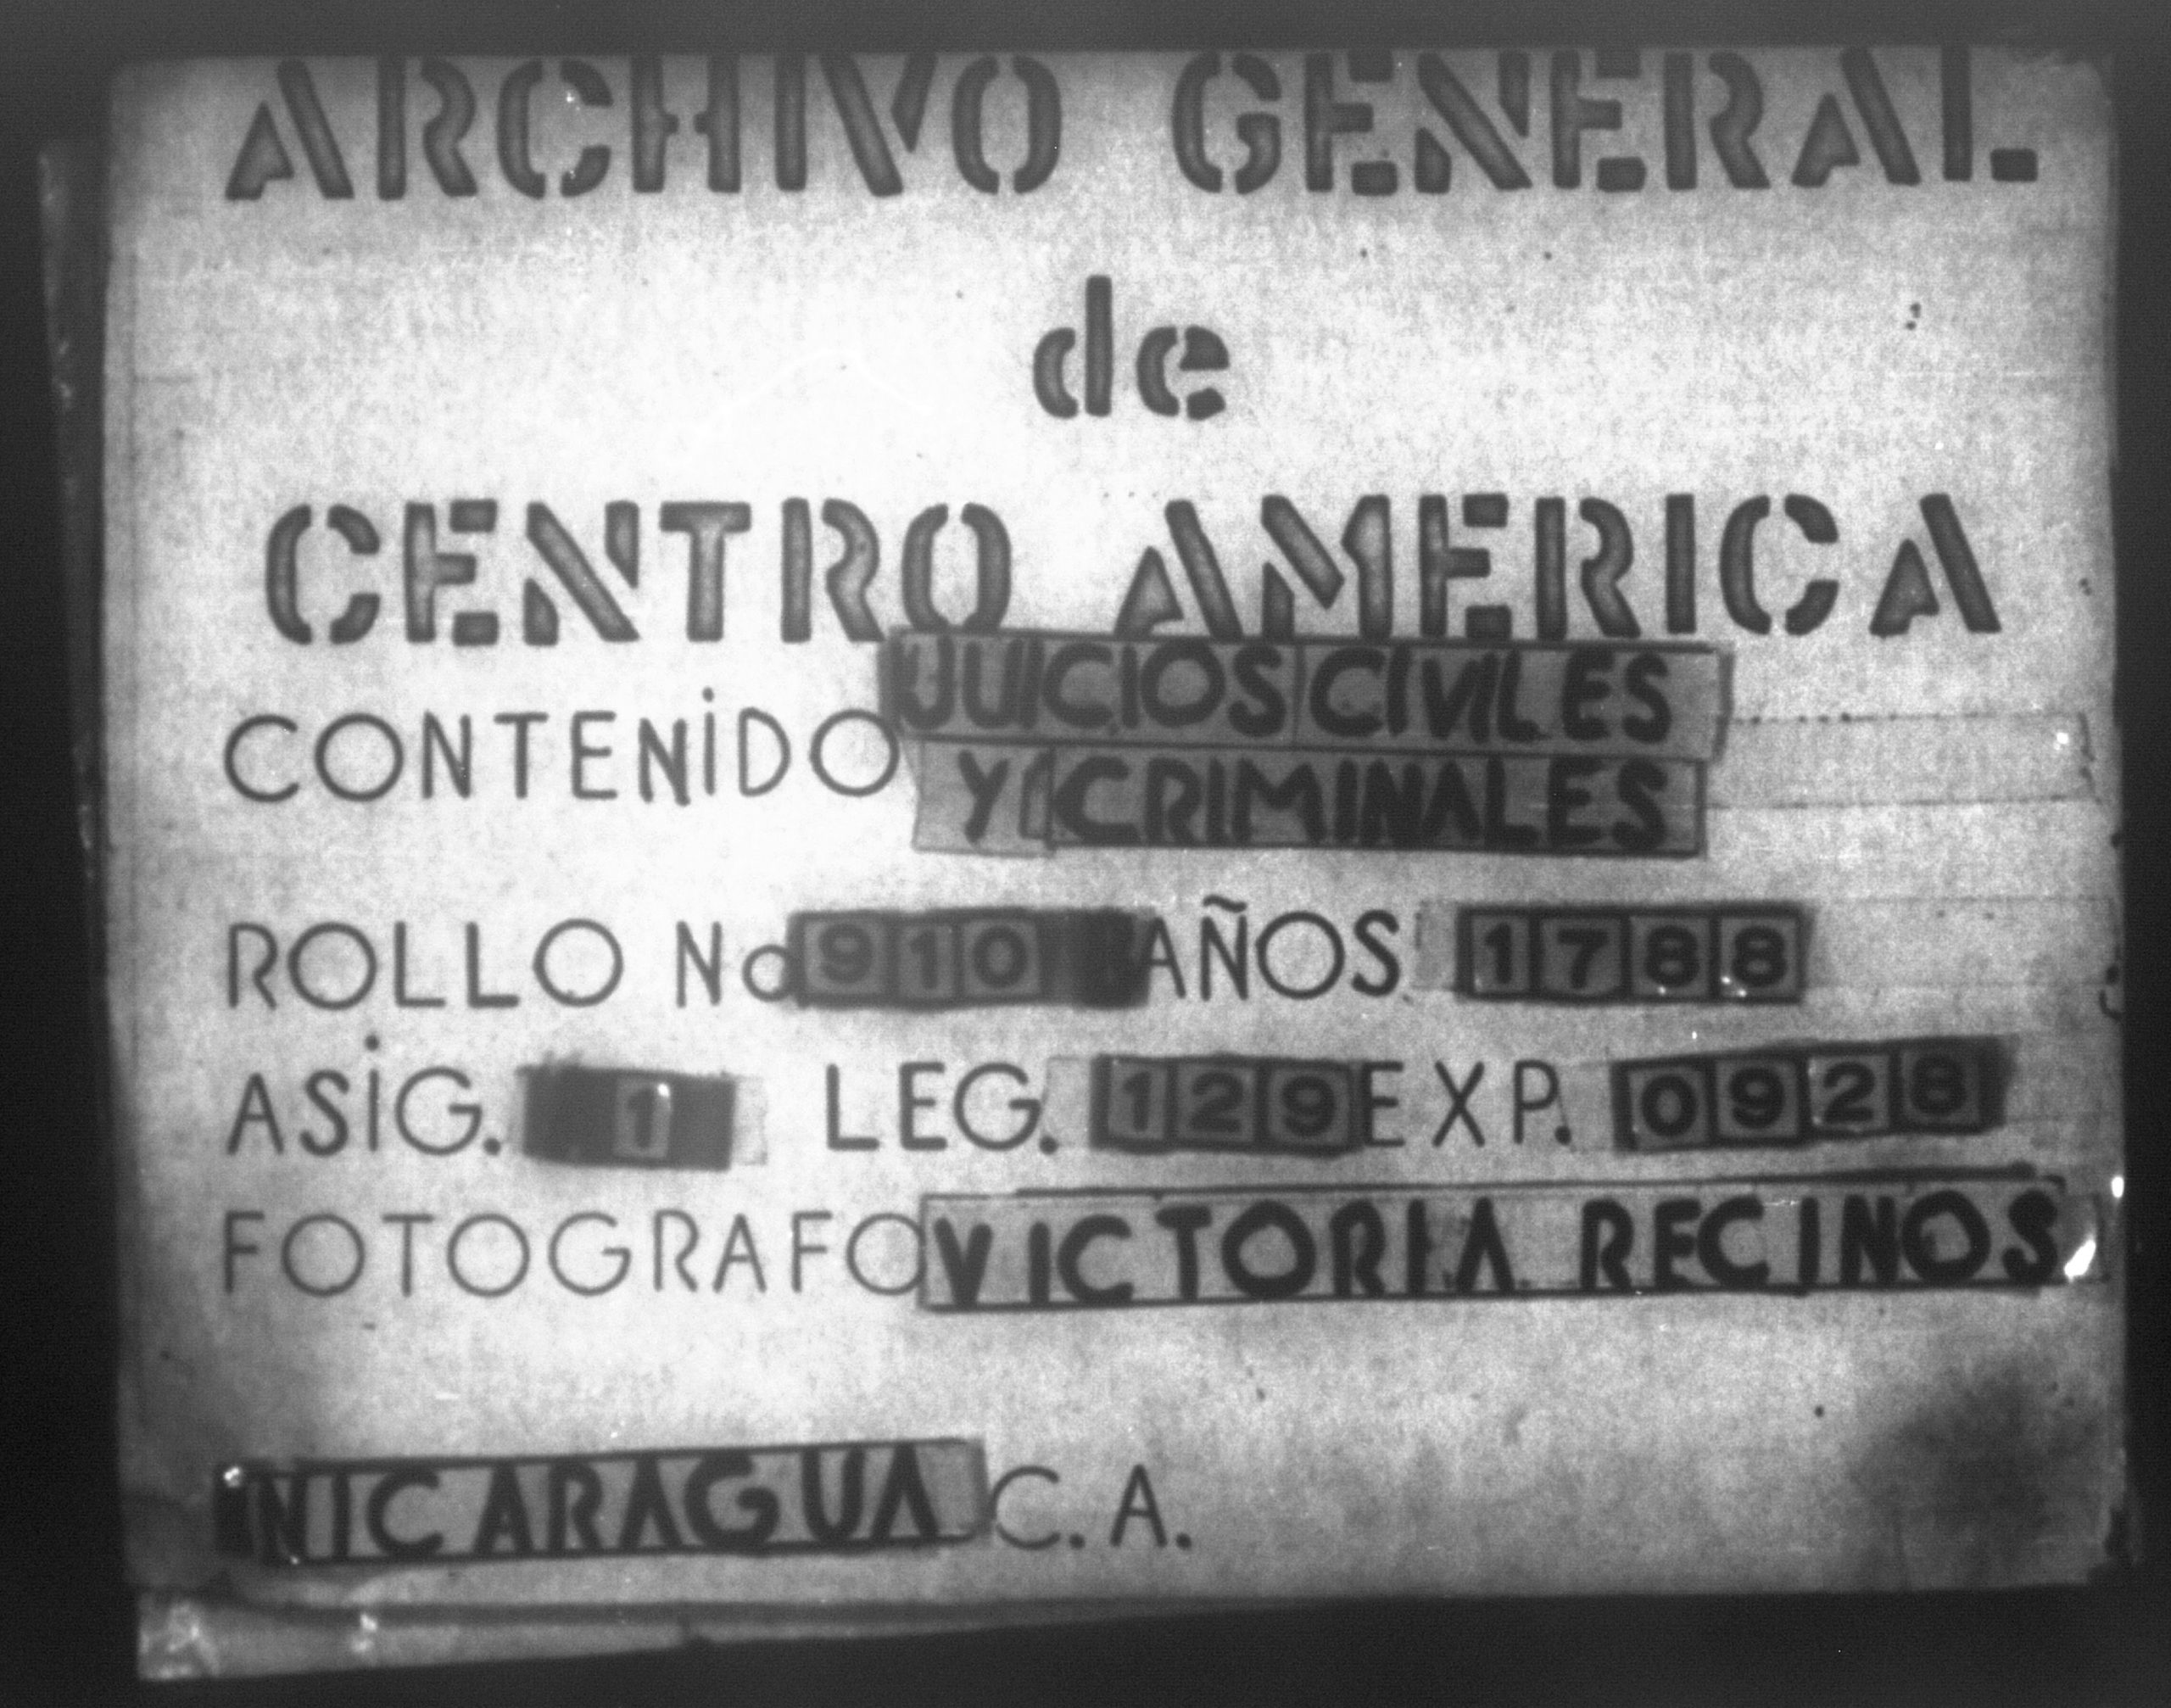 ARCHIVO GENERAL
de
CENTRO AMERICA
CONTENIDO JUICIOS CIVILES
Y CRIMINALES
ROLLO No 910 AÑOS 1788
ASIG. 1 LEG. 129 EXP. 0928
FOTOGRAFO VICTORIA RECINOS
NICARAGUA C.A.